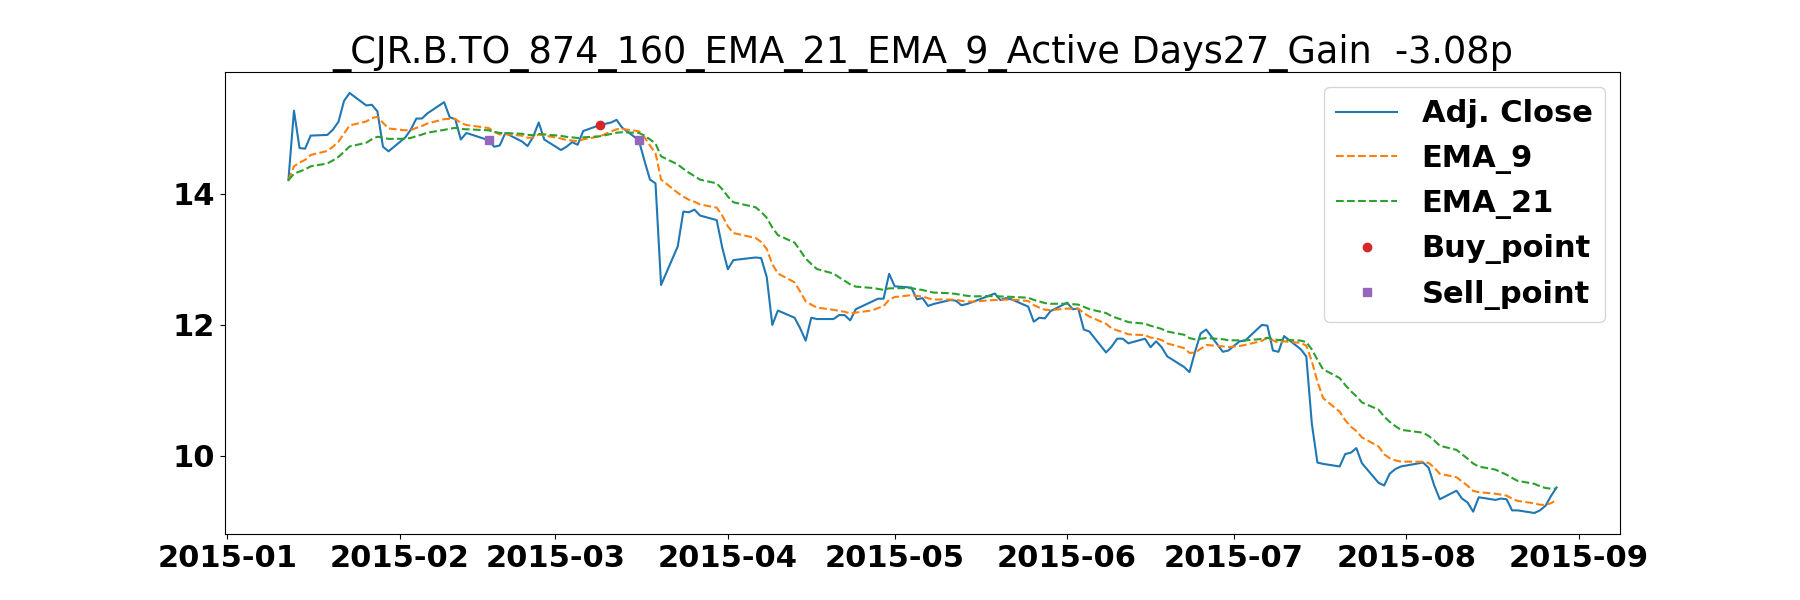 _CJR.B.TO_874_160_EMA_21_EMA_9_Active Days27_Gain  -3.08p
Adj. Close
EMA_9
EMA_21
Buy_point
Sell_point
14
12
10
2015-01 2015-02 2015-03 2015-04 2015-05 2015-06 2015-07 2015-08 2015-09